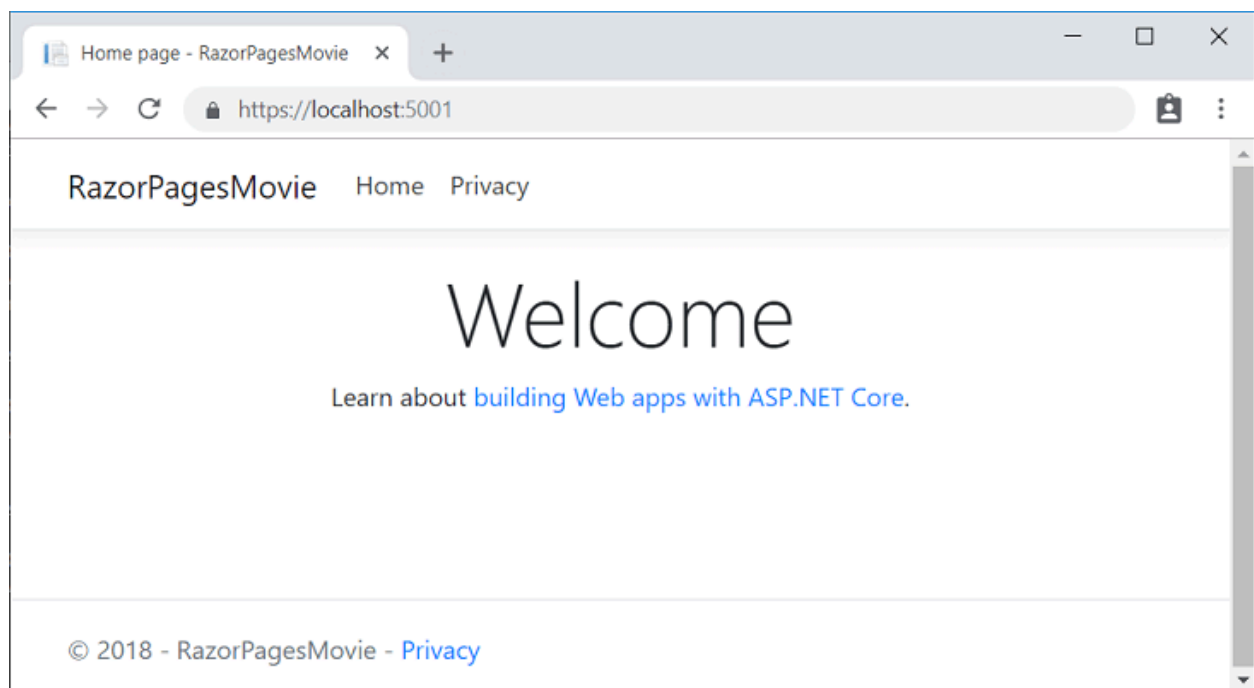 Home page - RazorPagesMovie
https://localhost:5001
RazorPagesMovie Home Privacy
Welcome
Learn about building Web apps with ASP.NET Core.
© 2018 - RazorPagesMovie - Privacy